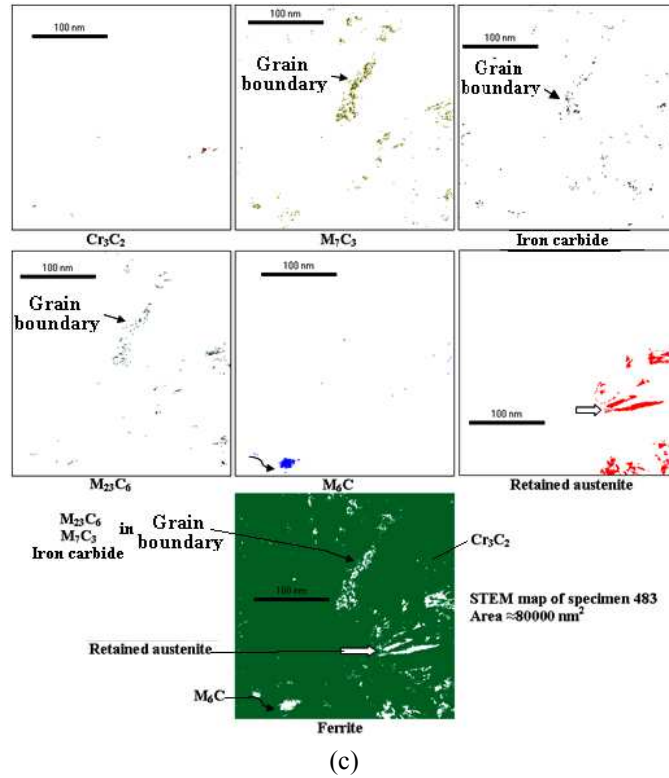 100 nm
Cr₃C₂
100 nm
Grain
boundary
M₇C₃
100 nm
Grain
boundary
Iron carbide
100 nm
Grain
boundary
M₂₃C₆
100 nm
M₆C
100 nm
Retained austenite
M₂₃C₆
M₇C₃
Iron carbide
in Grain
boundary
100 nm
Cr₃C₂
Retained austenite
M₆C
Ferrite
STEM map of specimen 483
Area ≈80000 nm²
(c)